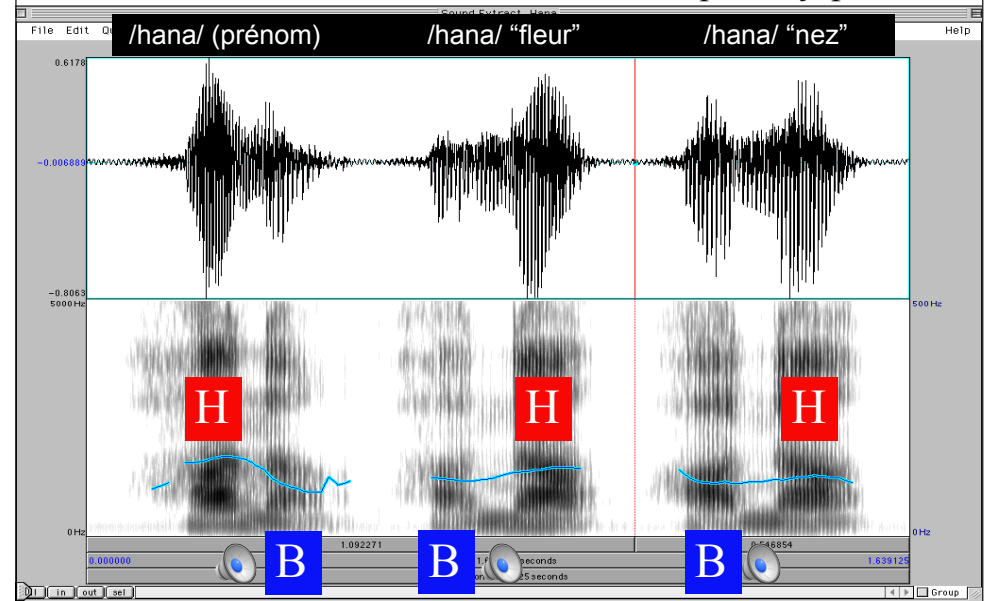 Sound Extract Hana
File Edit
Help
/hana/ (prénom) /hana/ “fleur” /hana/ “nez”
0.6178
-0.006889
-0.8063
5000 Hz
500 Hz
H H H
0 Hz
0 Hz
1.092271
0.546854
0.000000
seconds
1.639125
seconds
B B B
in out sel
Group